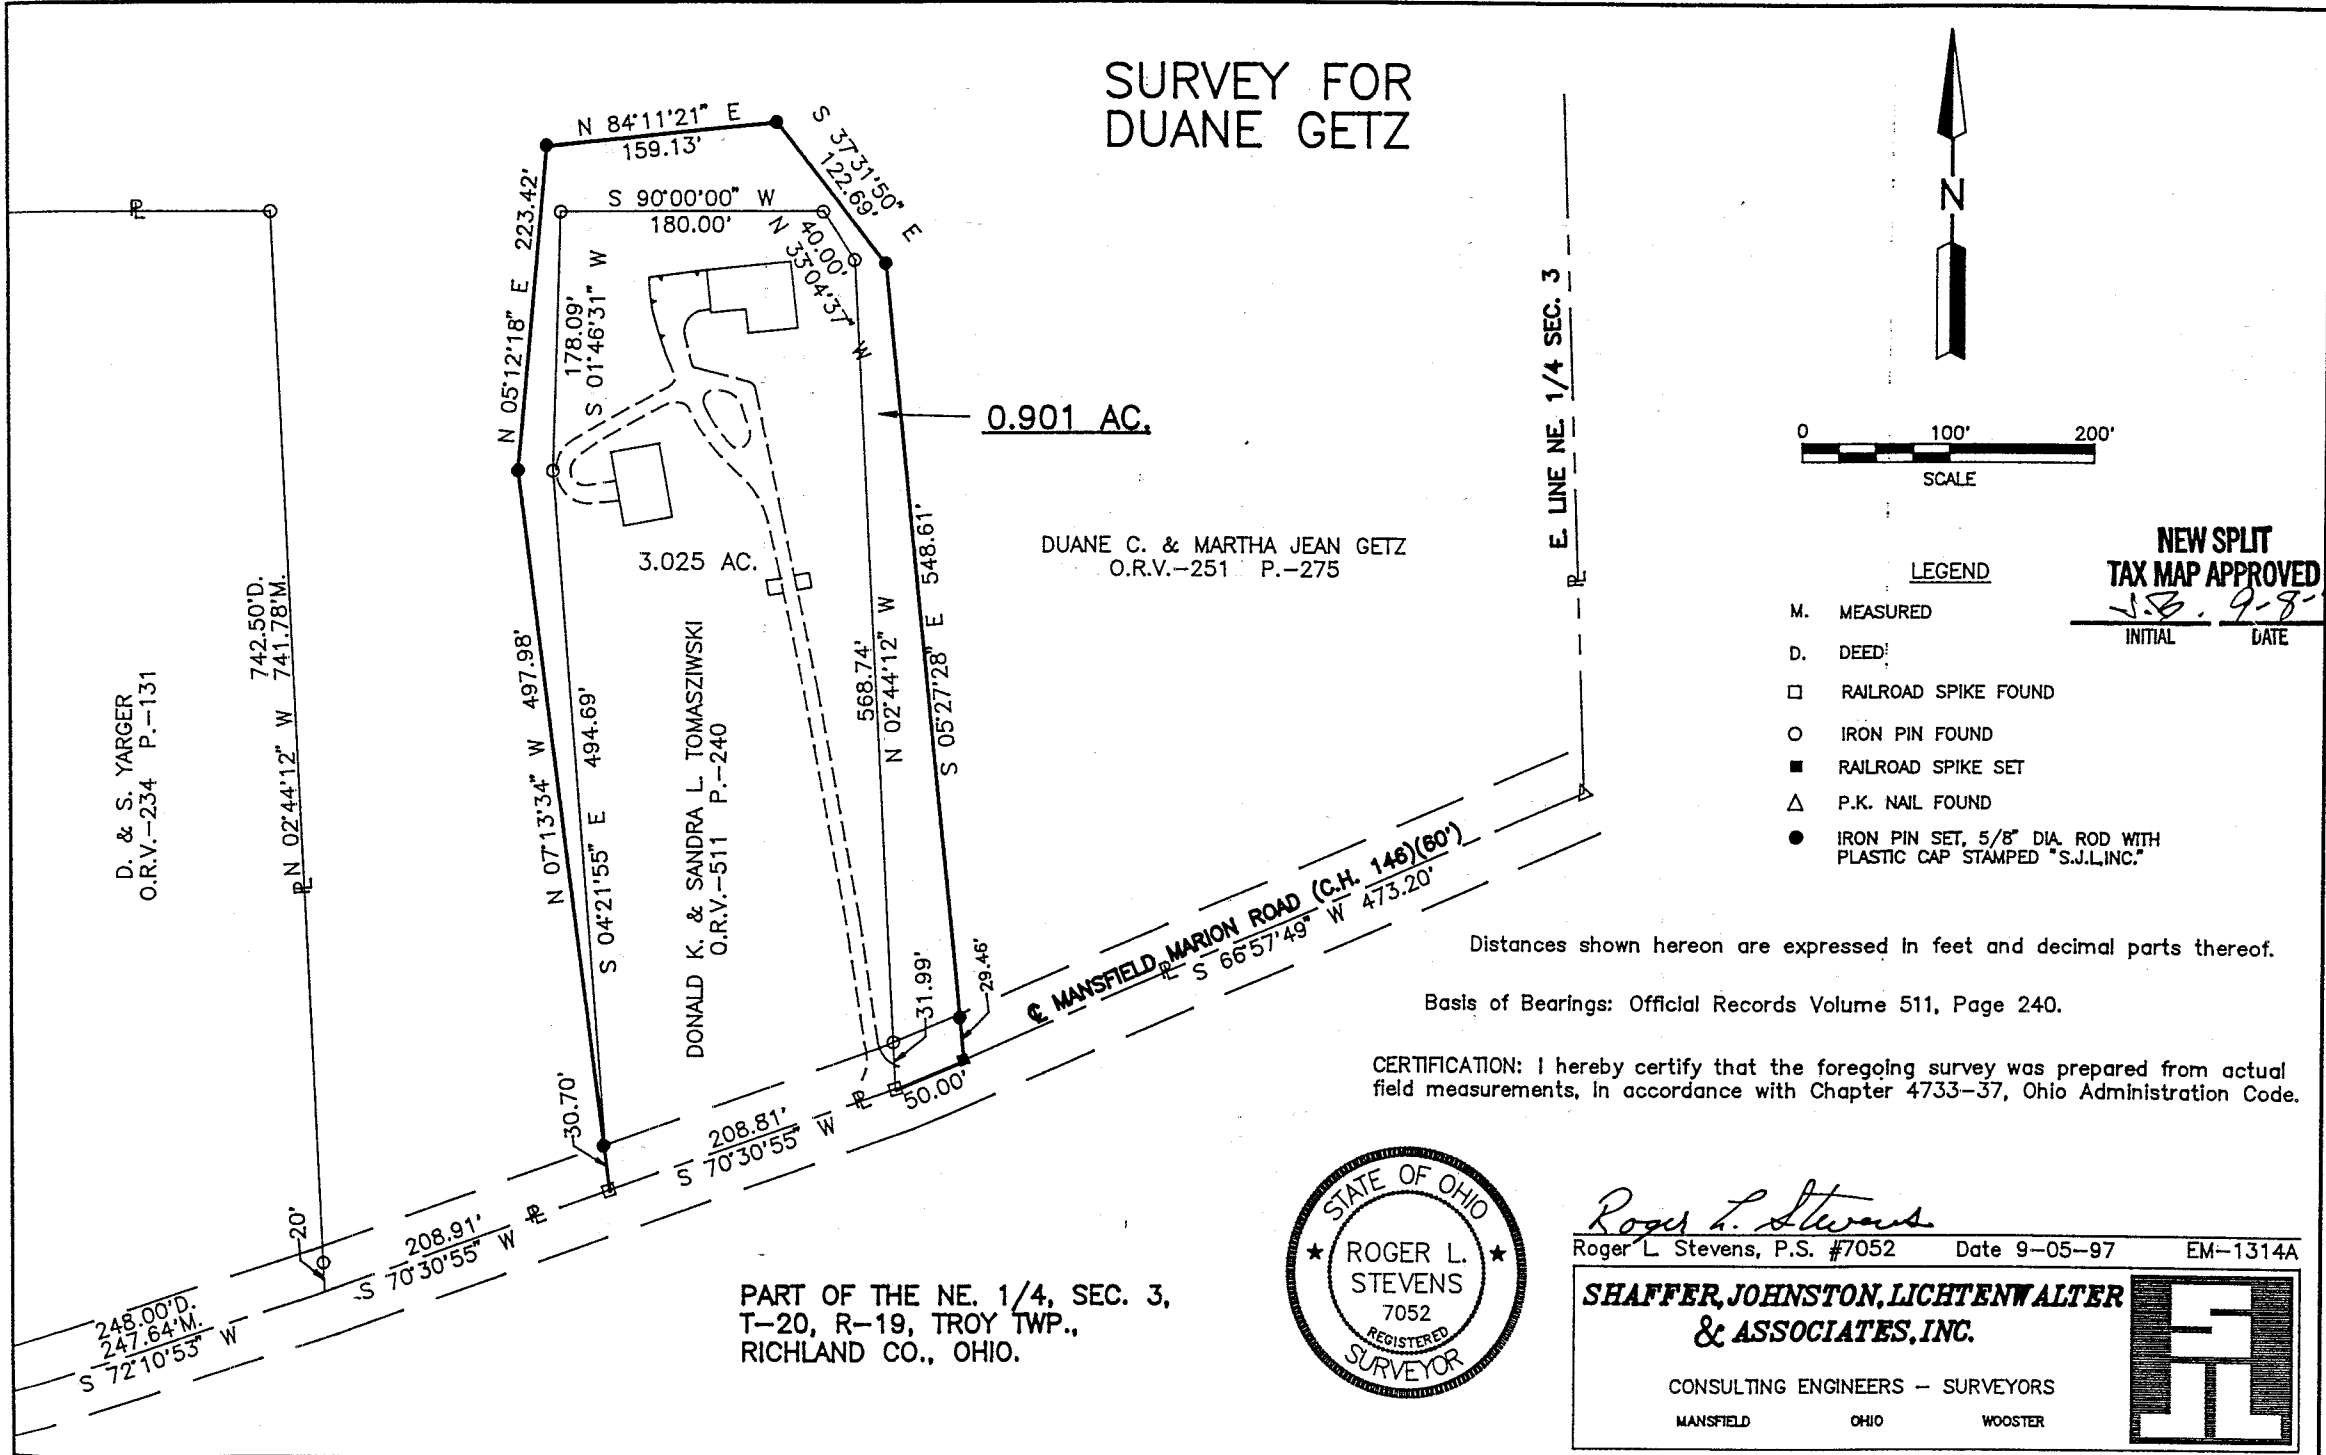 SURVEY FOR
DUANE GETZ
N 84°11'21" E
159.13'
S 37°31'50" E
122.69'
S 90°00'00" W
180.00'
40.00'
N 33°04'37" W
N 05°12'18" E 223.42'
178.09'
S 01°46'31" W
0.901 AC.
3.025 AC.
DUANE C. & MARTHA JEAN GETZ
O.R.V.-251 P.-275
E. LINE NE. 1/4 SEC. 3
PL
N
0 100' 200'
SCALE
NEW SPLIT
TAX MAP APPROVED
J.B. 9-8-
INITIAL DATE
LEGEND
M. MEASURED
D. DEED
RAILROAD SPIKE FOUND
IRON PIN FOUND
RAILROAD SPIKE SET
P.K. NAIL FOUND
IRON PIN SET, 5/8" DIA. ROD WITH
PLASTIC CAP STAMPED "S.J.L.INC."
D. & S. YARGER
O.R.V.-234 P.-131
742.50'D.
N 02°44'12" W 741.78'M.
PL
N 07°13'34" W 497.98'
S 04°21'55" E 494.69'
DONALD K. & SANDRA L. TOMASZIWSKI
O.R.V.-511 P.-240
568.74'
N 02°44'12" W
S 05°27'28" E 548.61'
31.99'
29.46'
50.00'
30.70'
20'
CL MANSFIELD MARION ROAD (C.H. 146)(60')
PL S 66°57'49" W 473.20'
208.81'
S 70°30'55" W
PL
208.91'
S 70°30'55" W
PL
248.00'D.
247.64'M.
S 72°10'53" W
PL
Distances shown hereon are expressed in feet and decimal parts thereof.
Basis of Bearings: Official Records Volume 511, Page 240.
CERTIFICATION: I hereby certify that the foregoing survey was prepared from actual
field measurements, in accordance with Chapter 4733-37, Ohio Administration Code.
PART OF THE NE. 1/4, SEC. 3,
T-20, R-19, TROY TWP.,
RICHLAND CO., OHIO.
STATE OF OHIO
ROGER L.
STEVENS
7052
REGISTERED
SURVEYOR
Roger L. Stevens
Roger L. Stevens, P.S. #7052 Date 9-05-97 EM-1314A
SHAFFER, JOHNSTON, LICHTENWALTER
& ASSOCIATES, INC.
CONSULTING ENGINEERS - SURVEYORS
MANSFIELD OHIO WOOSTER
SJL